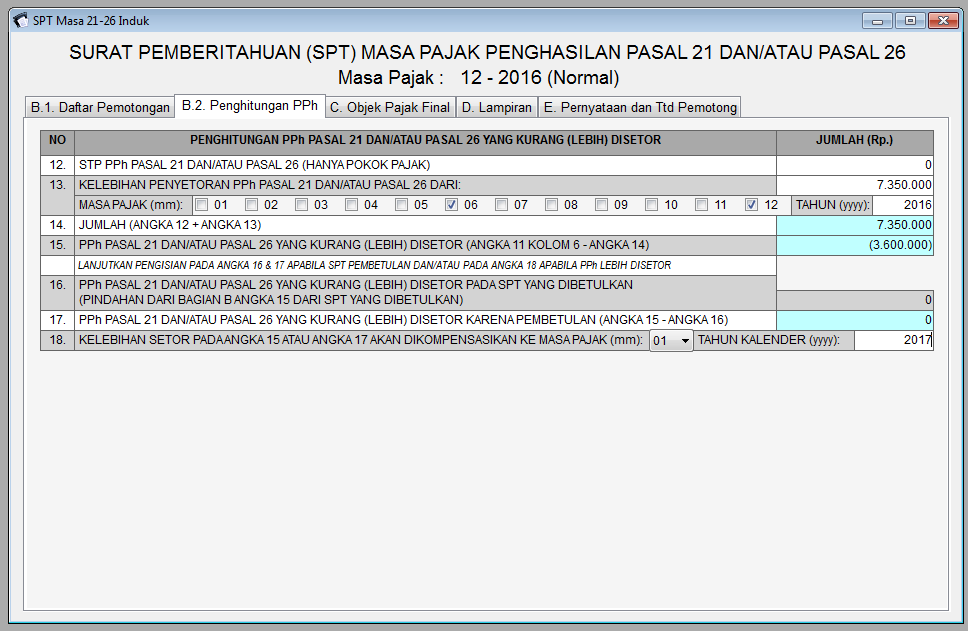 SPT Masa 21-26 Induk
SURAT PEMBERITAHUAN (SPT) MASA PAJAK PENGHASILAN PASAL 21 DAN/ATAU PASAL 26
Masa Pajak : 12 - 2016 (Normal)
B.1. Daftar Pemotongan B.2. Penghitungan PPh C. Objek Pajak Final D. Lampiran E. Pernyataan dan Ttd Pemotong
NO PENGHITUNGAN PPh PASAL 21 DAN/ATAU PASAL 26 YANG KURANG (LEBIH) DISETOR JUMLAH (Rp.)
12. STP PPh PASAL 21 DAN/ATAU PASAL 26 (HANYA POKOK PAJAK) 0
13. KELEBIHAN PENYETORAN PPh PASAL 21 DAN/ATAU PASAL 26 DARI: 7.350.000
MASA PAJAK (mm): 01 02 03 04 05 06 07 08 09 10 11 12 TAHUN (yyyy): 2016
14. JUMLAH (ANGKA 12 + ANGKA 13) 7.350.000
15. PPh PASAL 21 DAN/ATAU PASAL 26 YANG KURANG (LEBIH) DISETOR (ANGKA 11 KOLOM 6 - ANGKA 14) (3.600.000)
LANJUTKAN PENGISIAN PADA ANGKA 16 & 17 APABILA SPT PEMBETULAN DAN/ATAU PADA ANGKA 18 APABILA PPh LEBIH DISETOR
16. PPh PASAL 21 DAN/ATAU PASAL 26 YANG KURANG (LEBIH) DISETOR PADA SPT YANG DIBETULKAN
(PINDAHAN DARI BAGIAN B ANGKA 15 DARI SPT YANG DIBETULKAN) 0
17. PPh PASAL 21 DAN/ATAU PASAL 26 YANG KURANG (LEBIH) DISETOR KARENA PEMBETULAN (ANGKA 15 - ANGKA 16) 0
18. KELEBIHAN SETOR PADA ANGKA 15 ATAU ANGKA 17 AKAN DIKOMPENSASIKAN KE MASA PAJAK (mm): 01 TAHUN KALENDER (yyyy): 2017